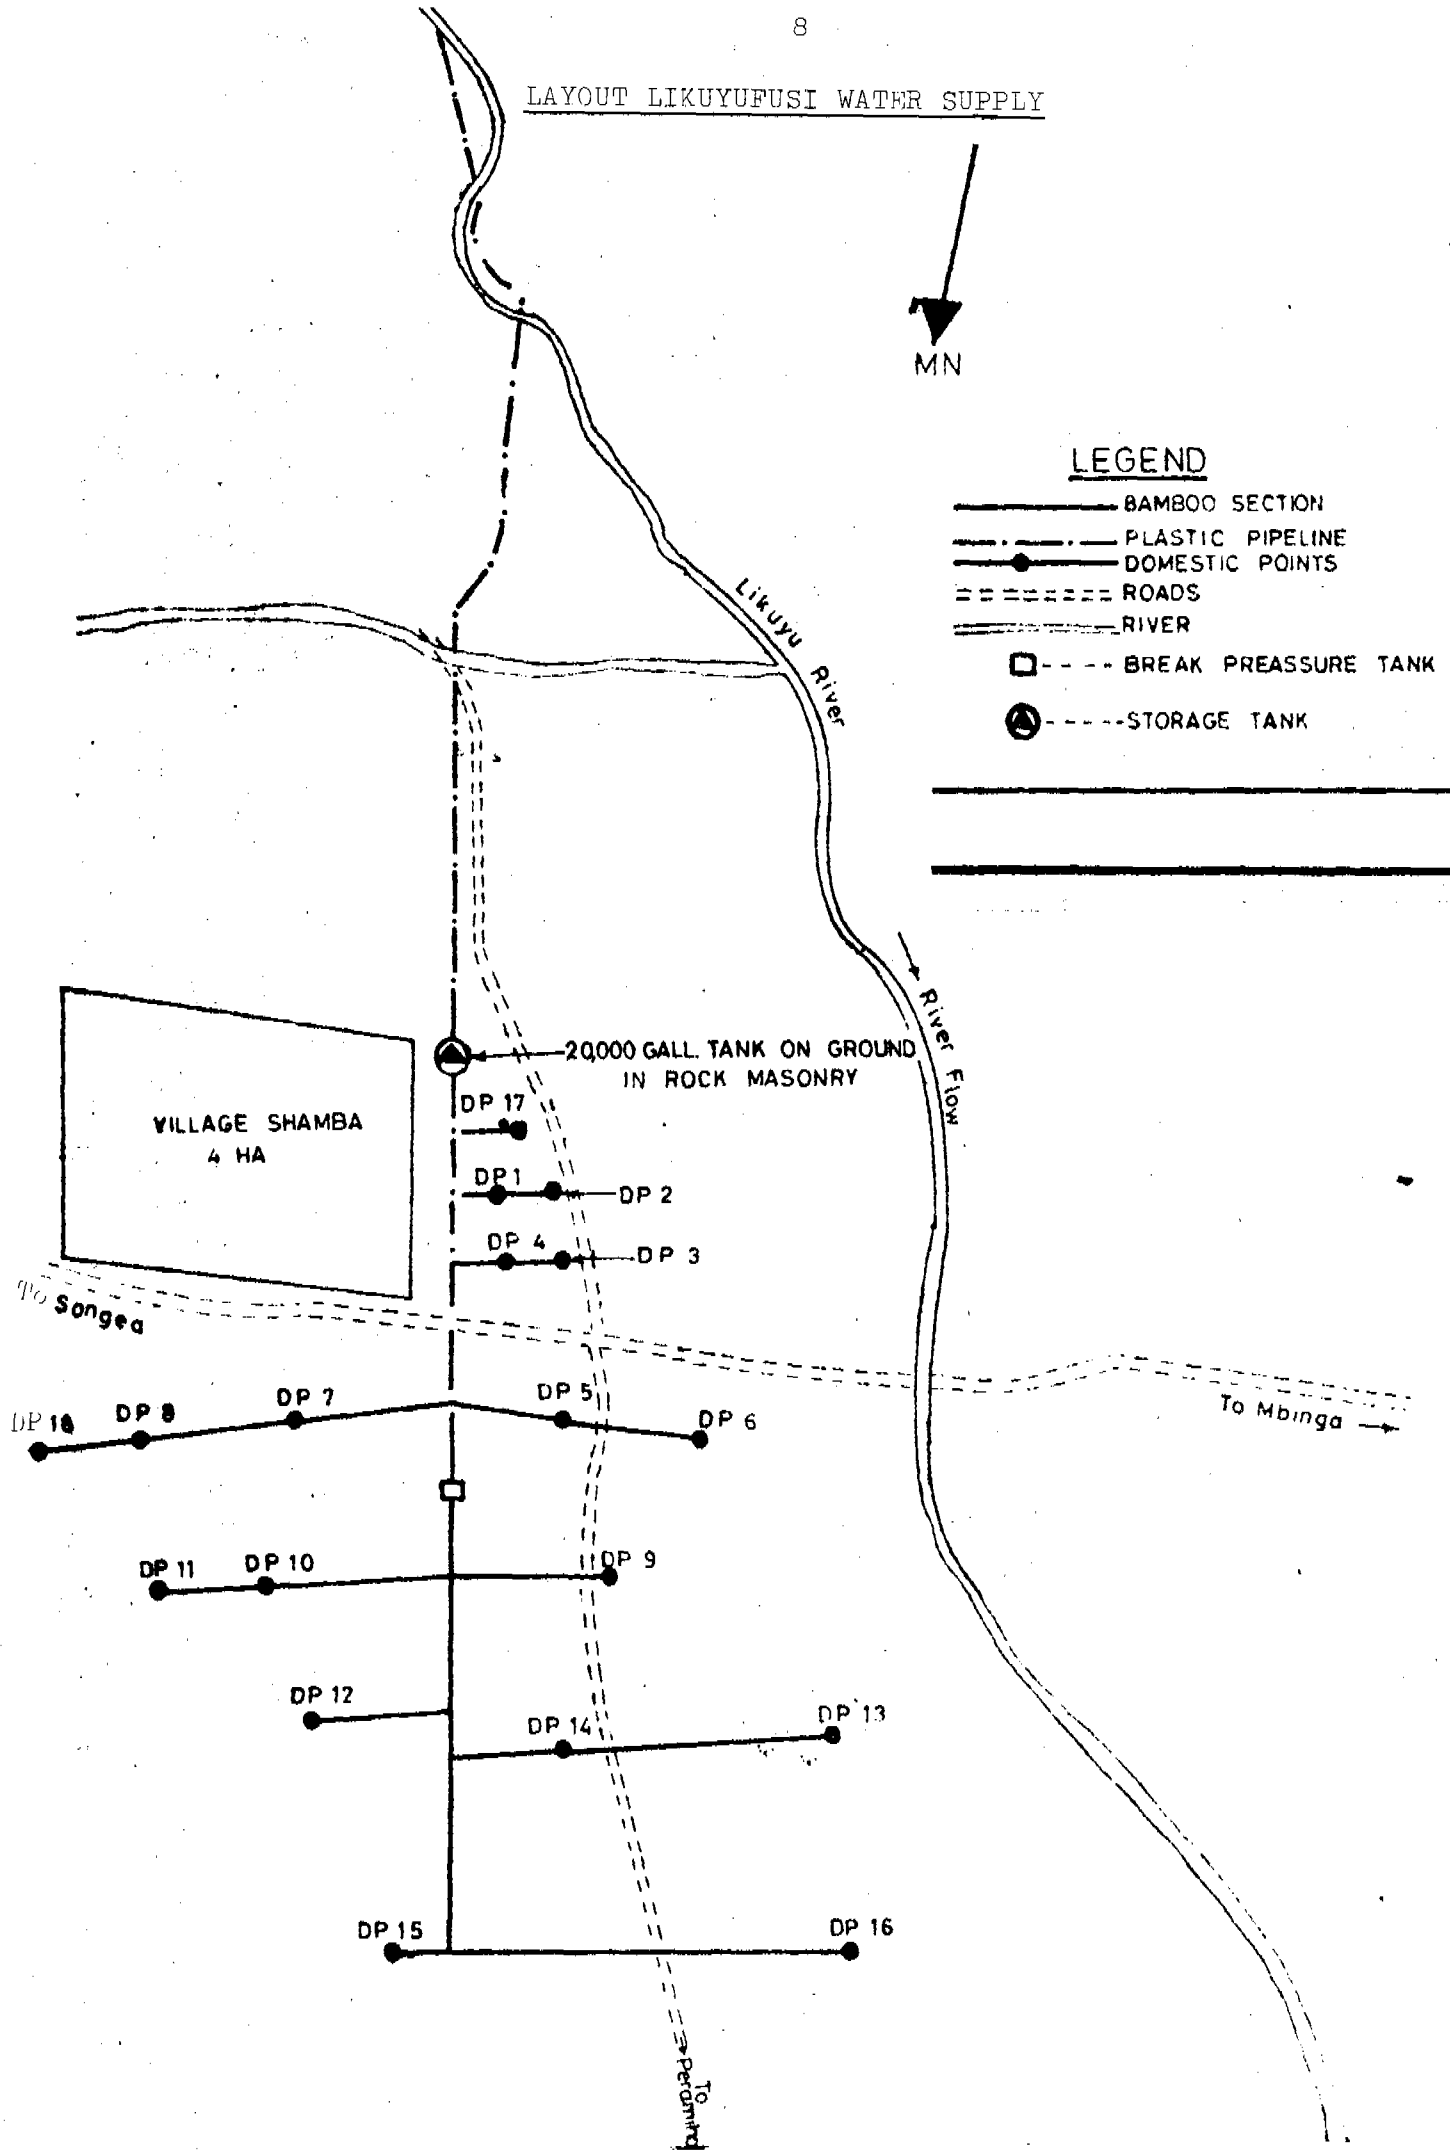 8
LAYOUT LIKUYUFUSI WATER SUPPLY
MN
LEGEND
BAMBOO SECTION
PLASTIC PIPELINE
DOMESTIC POINTS
ROADS
RIVER
BREAK PREASSURE TANK
STORAGE TANK
Likuyu River
River Flow
20,000 GALL. TANK ON GROUND
IN ROCK MASONRY
VILLAGE SHAMBA
4 HA
DP 17
DP 1
DP 2
DP 4
DP 3
To Songea
To Mbinga
DP 18
DP 8
DP 7
DP 5
DP 6
DP 11
DP 10
DP 9
DP 12
DP 14
DP 13
DP 15
DP 16
To